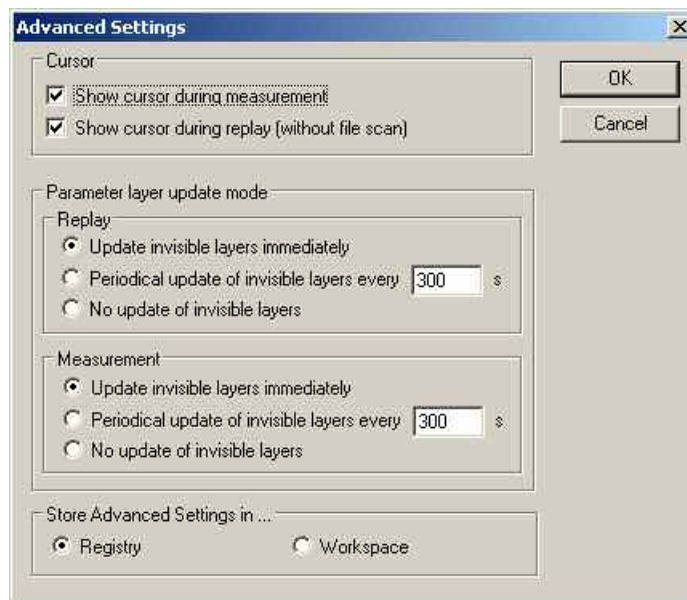 Advanced Settings
Cursor
Show cursor during measurement
Show cursor during replay (without file scan)
OK
Cancel
Parameter layer update mode
Replay
Update invisible layers immediately
Periodical update of invisible layers every 300 s
No update of invisible layers
Measurement
Update invisible layers immediately
Periodical update of invisible layers every 300 s
No update of invisible layers
Store Advanced Settings in ...
Registry Workspace